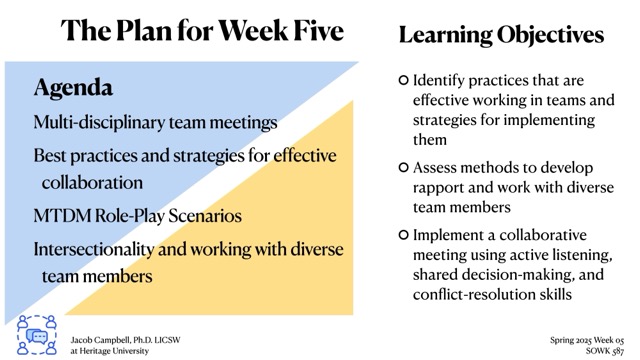 The Plan for Week Five
Agenda
Multi-disciplinary team meetings
Best practices and strategies for effective
collaboration
MTDM Role-Play Scenarios
Intersectionality and working with diverse
team members
Learning Objectives
Identify practices that are
effective working in teams and
strategies for implementing
them
Assess methods to develop
rapport and work with diverse
team members
Implement a collaborative
meeting using active listening,
shared decision-making, and
conflict-resolution skills
Jacob Campbell, Ph.D. LICSW
at Heritage University
Spring 2025 Week 05
SOWK 587